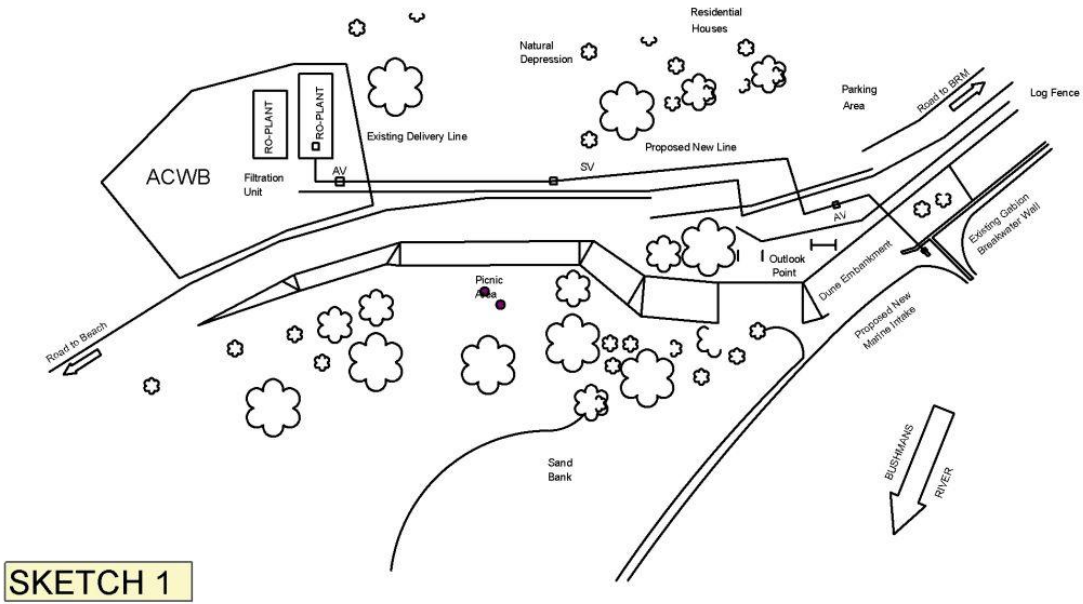 Residential
Houses
Natural
Depression
Parking
Area
Road to BRM
Log Fence
RO-PLANT
RO-PLANT
Existing Delivery Line
Proposed New Line
ACWB
Filtration
Unit
AV
SV
AV
Existing Gabion
Breakwater Wall
Outlook
Point
Dune Embankment
Picnic
Area
Proposed New
Marine Intake
Road to Beach
Sand
Bank
BUSHMANS
RIVER
SKETCH 1